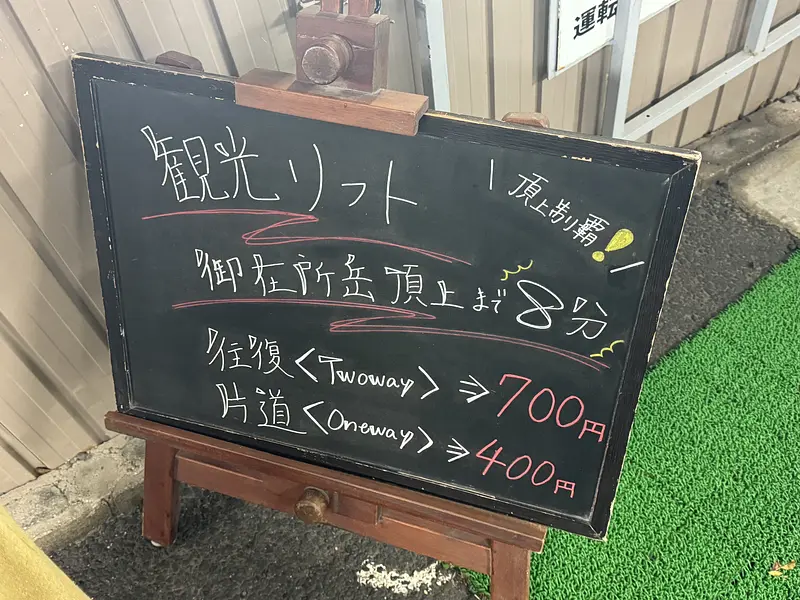 運転
観光リフト
頂上制覇!
御在所岳頂上まで8分
往復<Twoway>⇒700円
片道<Oneway>⇒400円